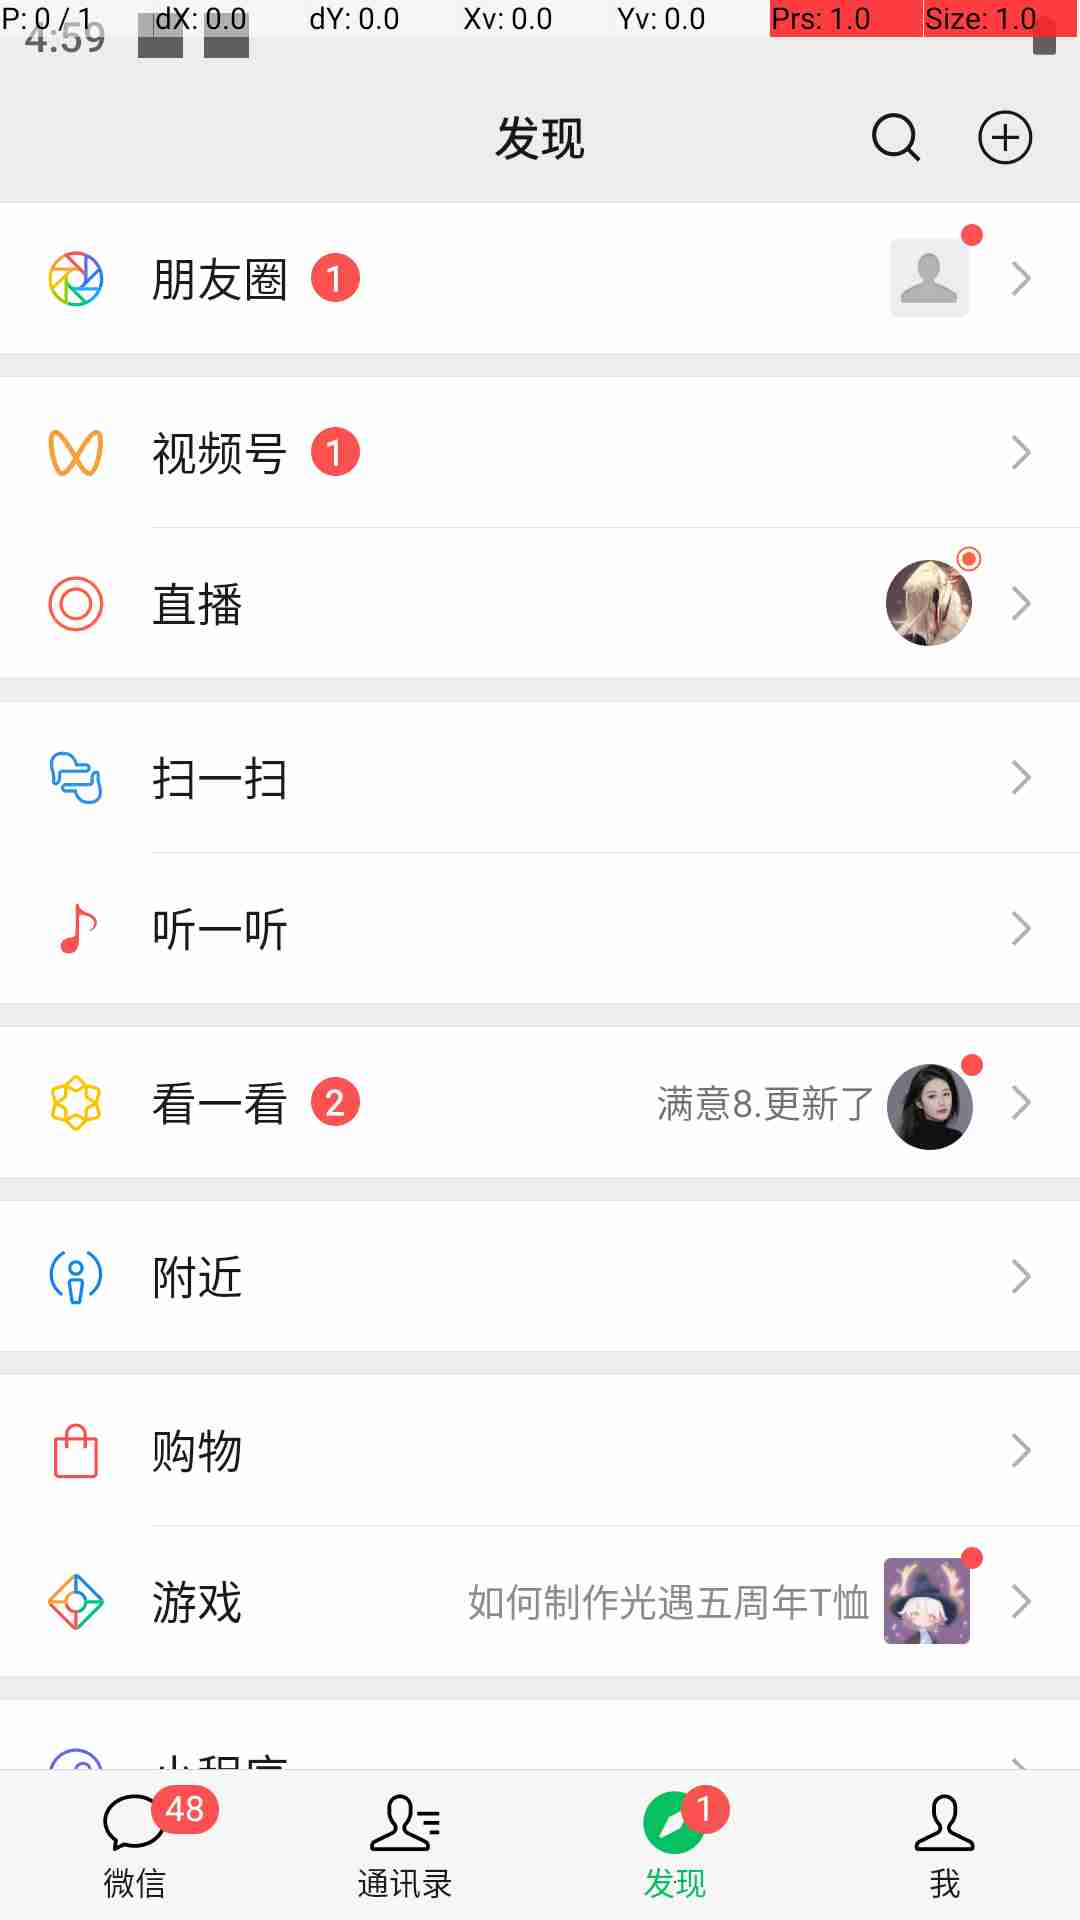 P: 0 / 1 dX: 0.0 dY: 0.0 Xv: 0.0 Yv: 0.0 Prs: 1.0 Size: 1.0
4:59
发现
朋友圈 1
视频号 1
直播
扫一扫
听一听
看一看 2 满意8.更新了
附近
购物
游戏 如何制作光遇五周年T恤
小程序
48 1
微信 通讯录 发现 我